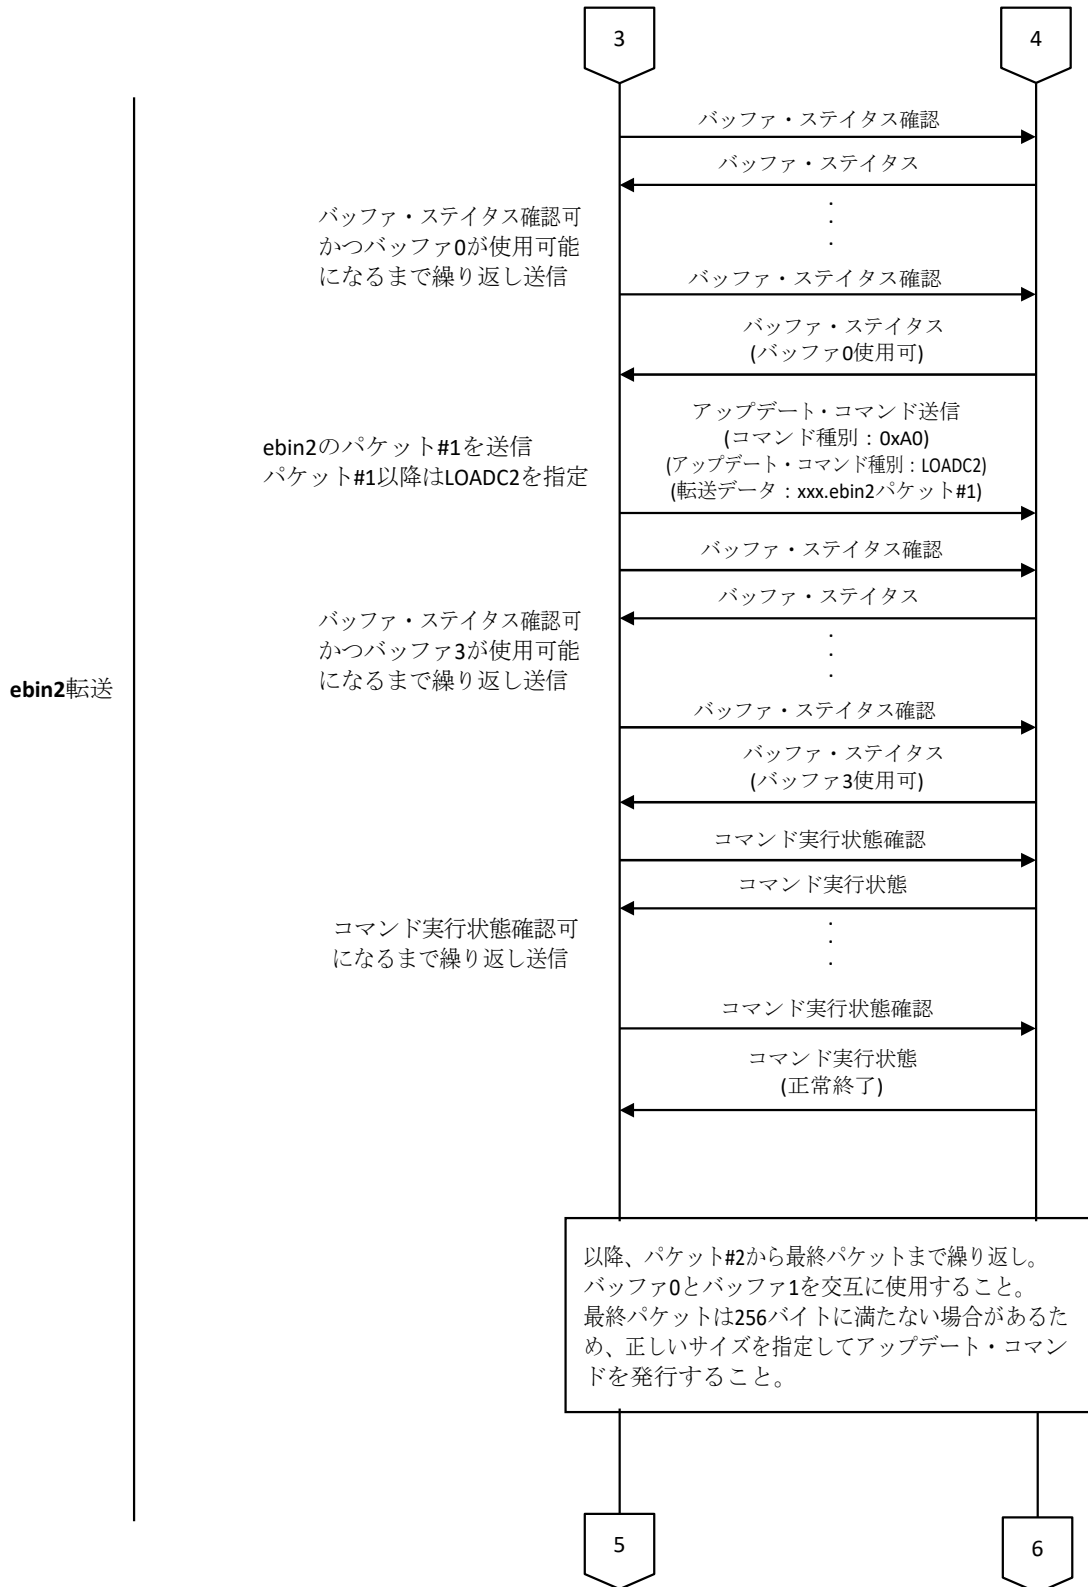 3
4
バッファ・ステイタス確認
バッファ・ステイタス
.
.
.
バッファ・ステイタス確認可
かつバッファ0が使用可能
になるまで繰り返し送信
バッファ・ステイタス確認
バッファ・ステイタス
(バッファ0使用可)
ebin2のパケット#1を送信
パケット#1以降はLOADC2を指定
アップデート・コマンド送信
(コマンド種別：0xA0)
(アップデート・コマンド種別：LOADC2)
(転送データ：xxx.ebin2パケット#1)
バッファ・ステイタス確認
バッファ・ステイタス
.
.
.
バッファ・ステイタス確認可
かつバッファ3が使用可能
になるまで繰り返し送信
ebin2転送
バッファ・ステイタス確認
バッファ・ステイタス
(バッファ3使用可)
コマンド実行状態確認
コマンド実行状態
.
.
.
コマンド実行状態確認可
になるまで繰り返し送信
コマンド実行状態確認
コマンド実行状態
(正常終了)
以降、パケット#2から最終パケットまで繰り返し。
バッファ0とバッファ1を交互に使用すること。
最終パケットは256バイトに満たない場合があるた
め、正しいサイズを指定してアップデート・コマン
ドを発行すること。
5
6